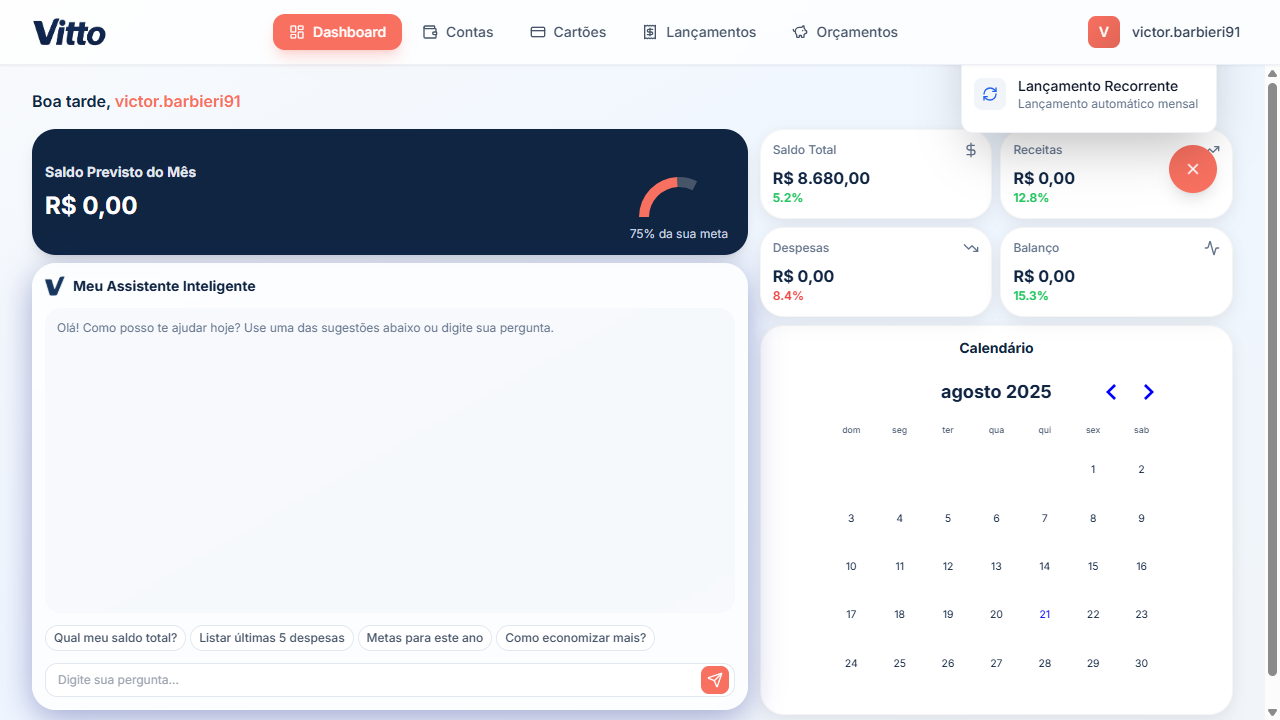 Vitto
Dashboard
Contas
Cartões
Lançamentos
Orçamentos
V
victor.barbieri91
Boa tarde, victor.barbieri91
Lançamento Recorrente
Lançamento automático mensal
Saldo Previsto do Mês
R$ 0,00
75% da sua meta
Saldo Total
R$ 8.680,00
5.2%
Receitas
R$ 0,00
12.8%
Despesas
R$ 0,00
8.4%
Balanço
R$ 0,00
15.3%
V Meu Assistente Inteligente
Olá! Como posso te ajudar hoje? Use uma das sugestões abaixo ou digite sua pergunta.
Qual meu saldo total?
Listar últimas 5 despesas
Metas para este ano
Como economizar mais?
Digite sua pergunta...
Calendário
agosto 2025
dom seg ter qua qui sex sab
1 2
3 4 5 6 7 8 9
10 11 12 13 14 15 16
17 18 19 20 21 22 23
24 25 26 27 28 29 30